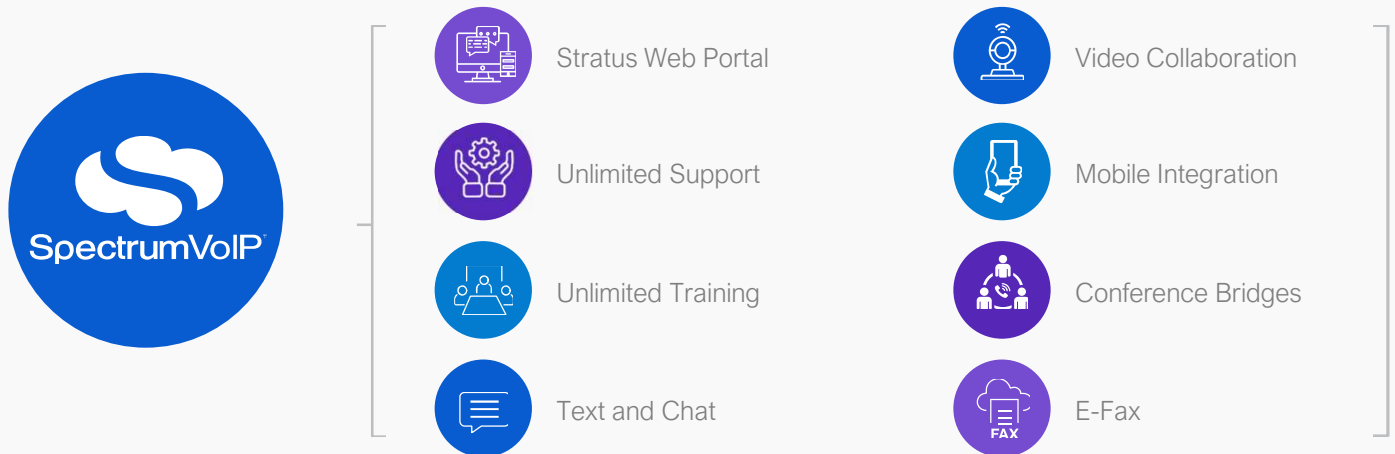 SpectrumVoIP
Stratus Web Portal
Unlimited Support
Unlimited Training
Text and Chat
Video Collaboration
Mobile Integration
Conference Bridges
FAX
E-Fax